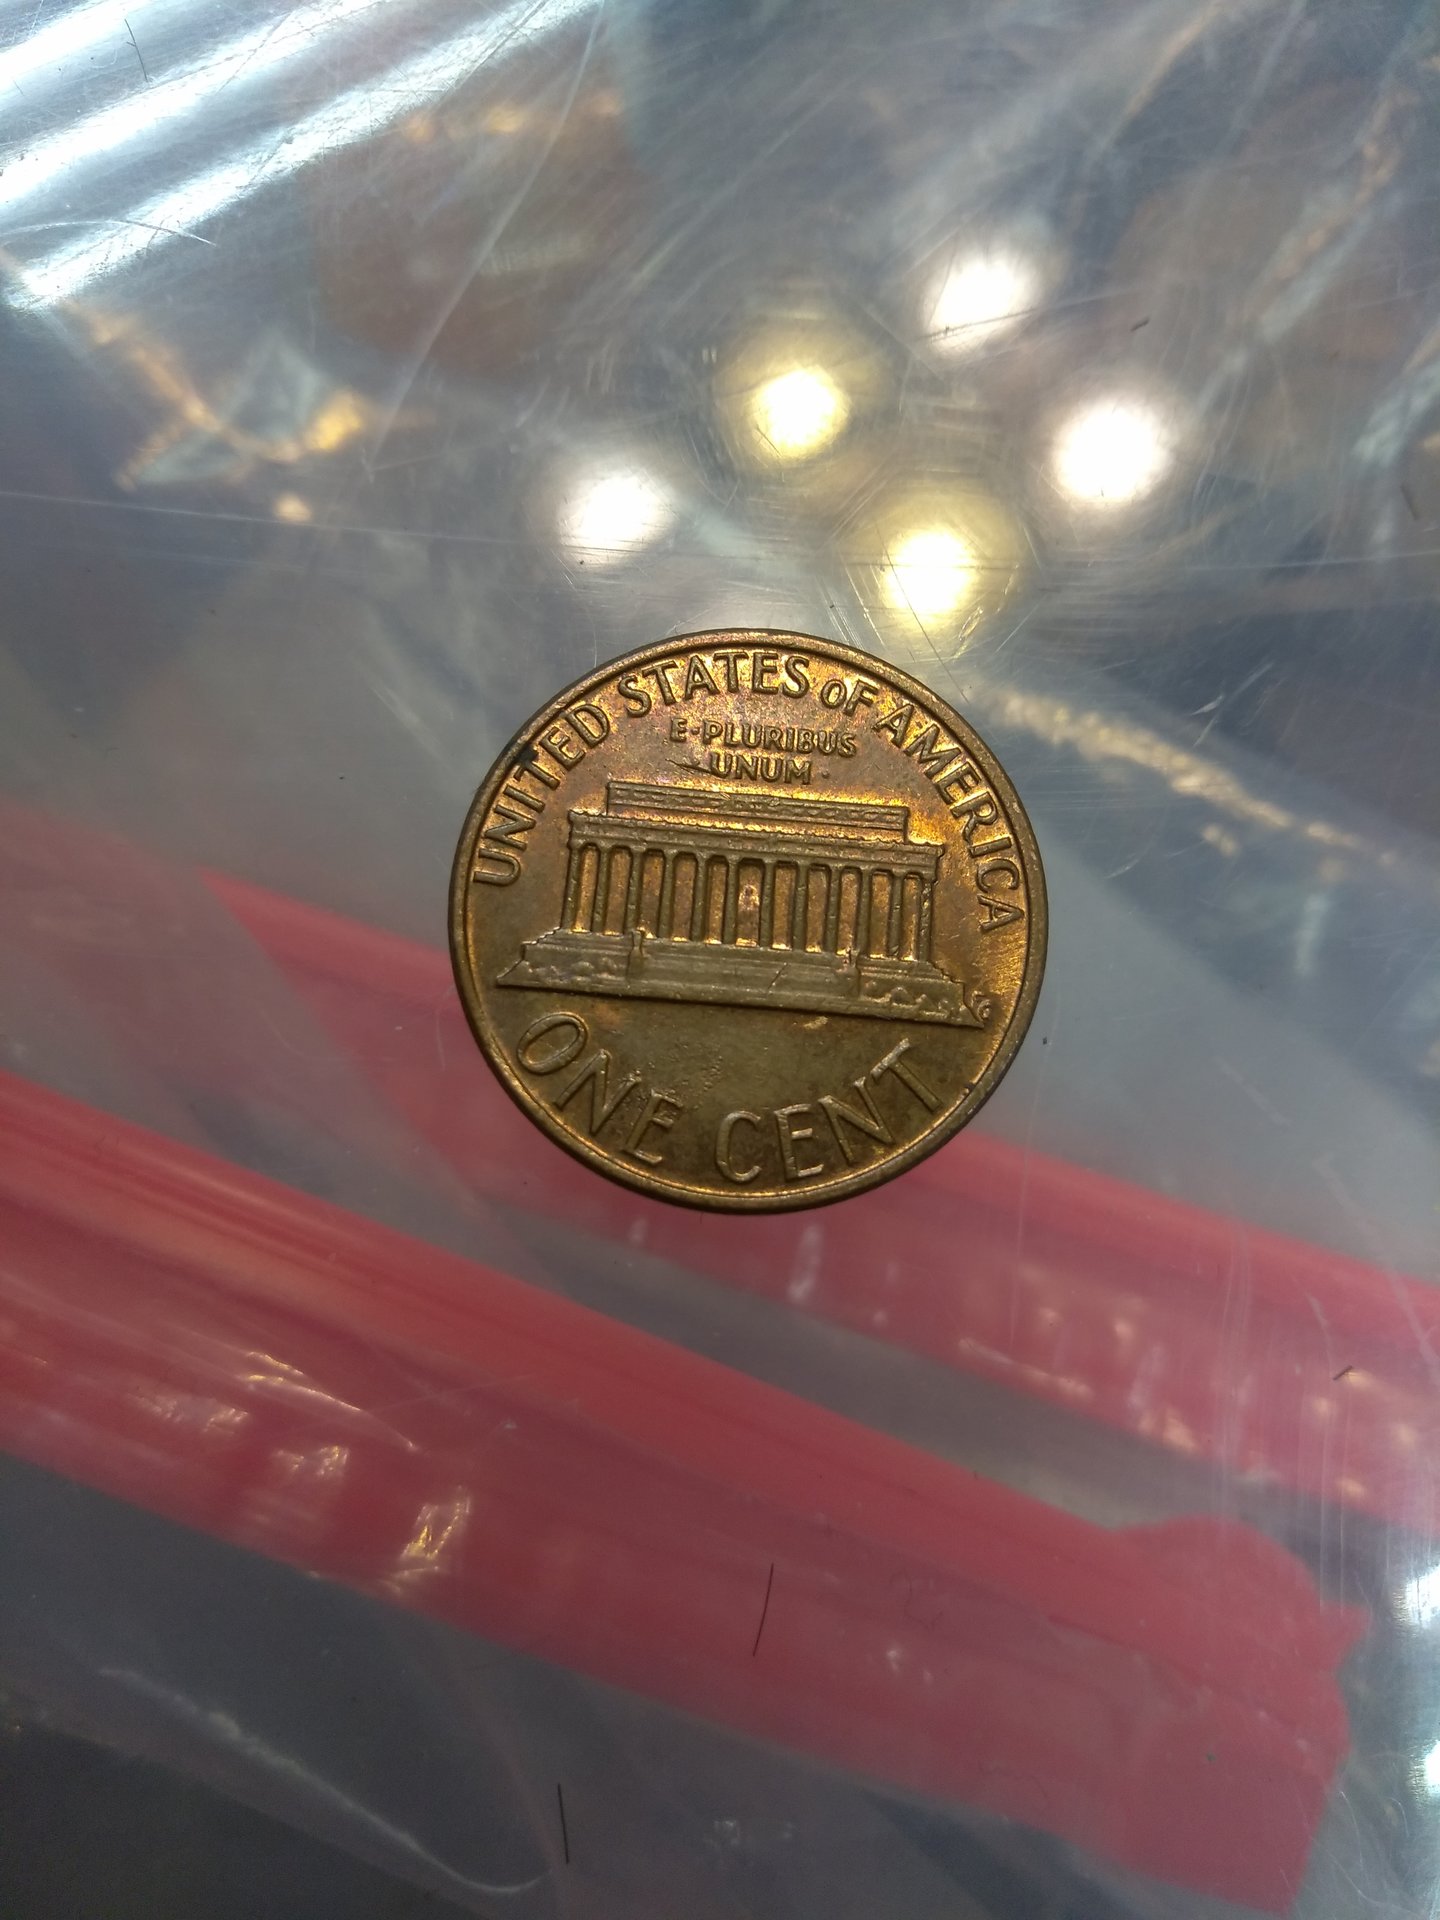 UNITED STATES OF AMERICA
E·PLURIBUS
UNUM
ONE CENT